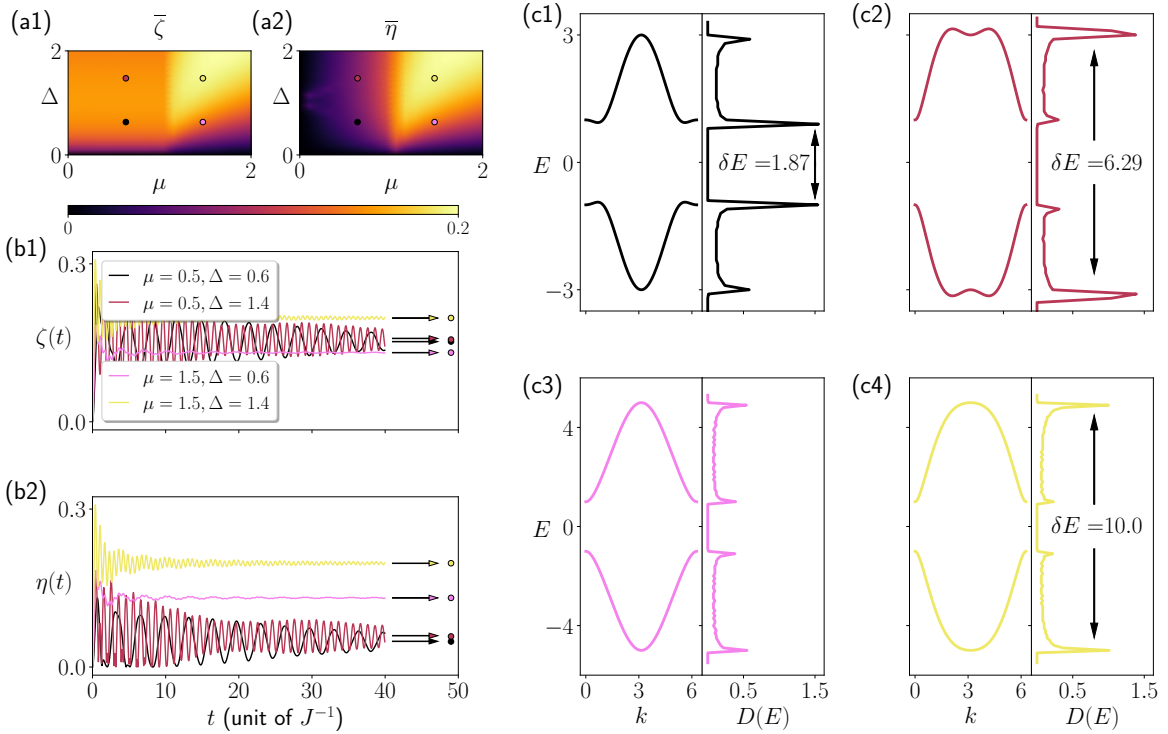 (a1)
ζ̅
2
Δ
0
0
μ
2
(a2)
η̅
2
Δ
0
0
μ
2
0
0.2
(b1)
0.3
ζ(t)
0.0
μ = 0.5, Δ = 0.6
μ = 0.5, Δ = 1.4
μ = 1.5, Δ = 0.6
μ = 1.5, Δ = 1.4
(b2)
0.3
η(t)
0.0
0 10 20 30 40 50
t (unit of J⁻¹)
(c1)
3
E
0
−3
δE =1.87
(c2)
δE =6.29
(c3)
4
E
0
−4
0 3 6
k
0.5 1.5
D(E)
(c4)
δE =10.0
0 3 6
k
0.5 1.5
D(E)